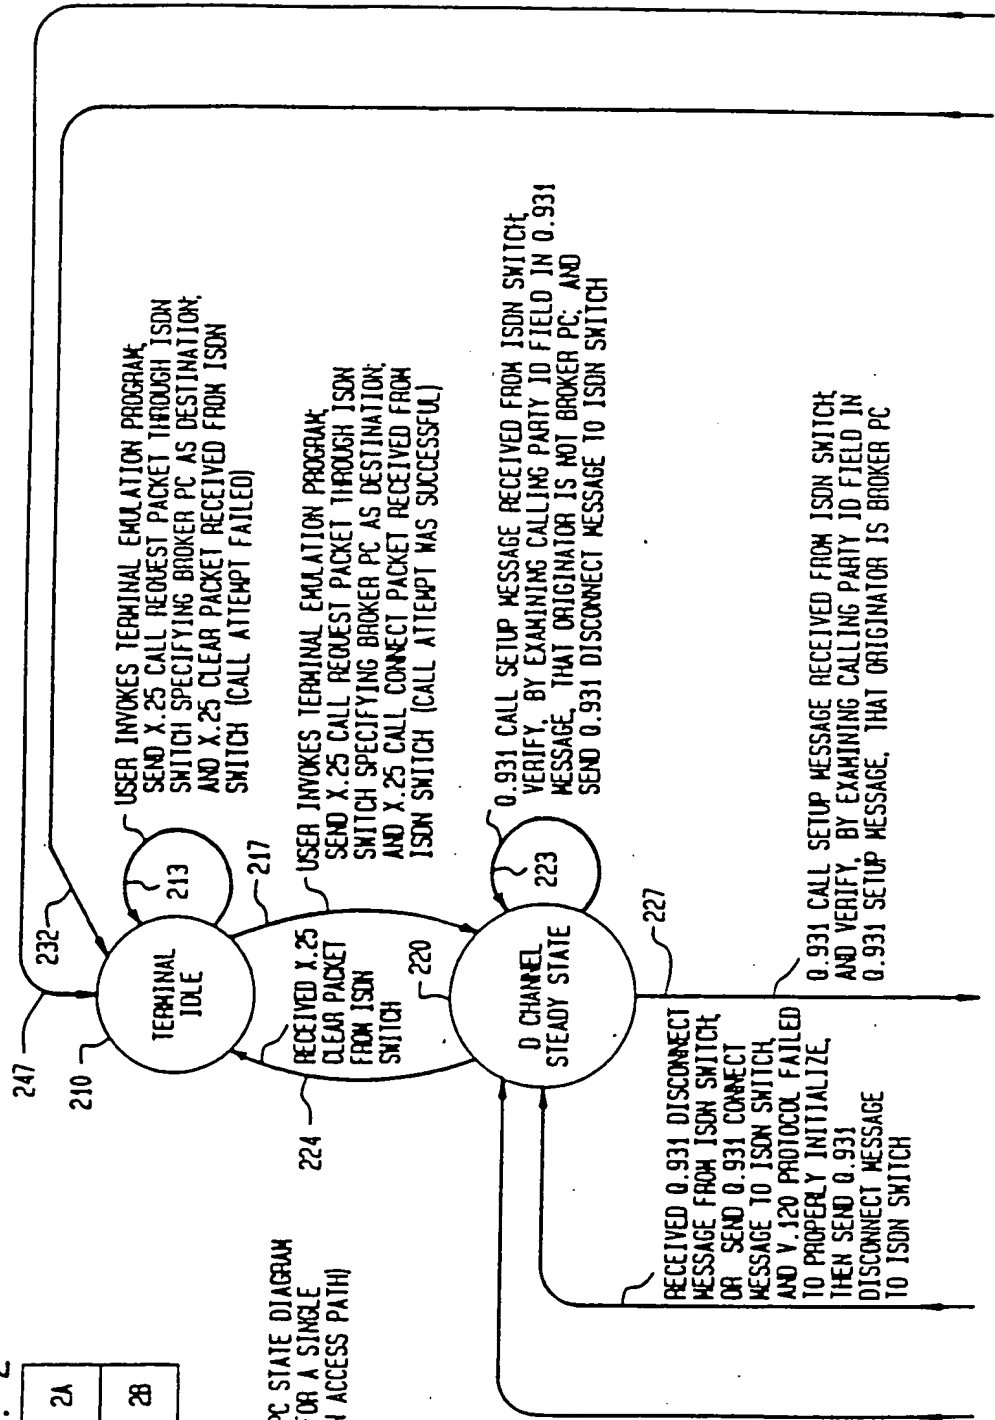 247
232
210
TERMINAL
IDLE
213
USER INVOKES TERMINAL EMULATION PROGRAM;
SEND X.25 CALL REQUEST PACKET THROUGH ISDN
SWITCH SPECIFYING BROKER PC AS DESTINATION;
AND X.25 CLEAR PACKET RECEIVED FROM ISDN
SWITCH (CALL ATTEMPT FAILED)
217
USER INVOKES TERMINAL EMULATION PROGRAM;
SEND X.25 CALL REQUEST PACKET THROUGH ISDN
SWITCH SPECIFYING BROKER PC AS DESTINATION;
AND X.25 CALL CONNECT PACKET RECEIVED FROM
ISDN SWITCH (CALL ATTEMPT WAS SUCCESSFUL)
224
RECEIVED X.25
CLEAR PACKET
FROM ISDN
SWITCH
220
D CHANNEL
STEADY STATE
223
Q.931 CALL SETUP MESSAGE RECEIVED FROM ISDN SWITCH;
VERIFY, BY EXAMINING CALLING PARTY ID FIELD IN Q.931
MESSAGE, THAT ORIGINATOR IS NOT BROKER PC; AND
SEND Q.931 DISCONNECT MESSAGE TO ISDN SWITCH
227
Q.931 CALL SETUP MESSAGE RECEIVED FROM ISDN SWITCH;
AND VERIFY, BY EXAMINING CALLING PARTY ID FIELD IN
Q.931 SETUP MESSAGE, THAT ORIGINATOR IS BROKER PC
RECEIVED Q.931 DISCONNECT
MESSAGE FROM ISDN SWITCH;
OR SEND Q.931 CONNECT
MESSAGE TO ISDN SWITCH,
AND V.120 PROTOCOL FAILED
TO PROPERLY INITIALIZE,
THEN SEND Q.931
DISCONNECT MESSAGE
TO ISDN SWITCH
. 2
2A
2B
PC STATE DIAGRAM
FOR A SINGLE
ACCESS PATH)